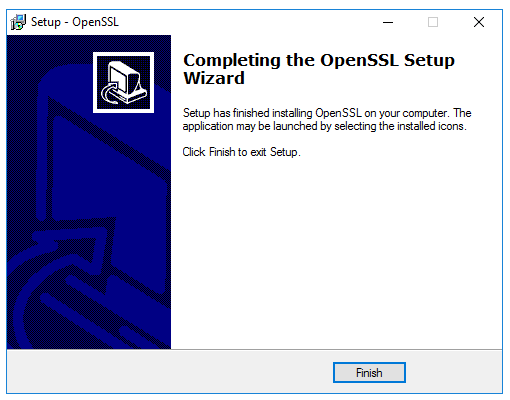 Setup - OpenSSL
Completing the OpenSSL Setup
Wizard
Setup has finished installing OpenSSL on your computer. The
application may be launched by selecting the installed icons.
Click Finish to exit Setup.
Finish